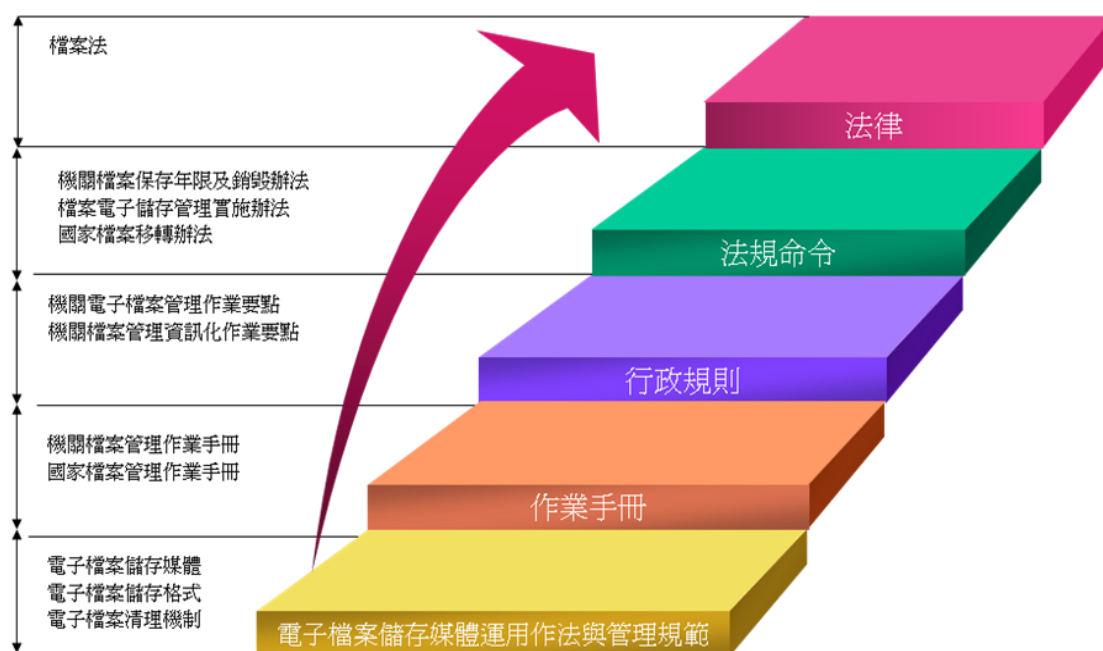 檔案法
法律
機關檔案保存年限及銷毀辦法
檔案電子儲存管理實施辦法
國家檔案移轉辦法
法規命令
機關電子檔案管理作業要點
機關檔案管理資訊化作業要點
行政規則
機關檔案管理作業手冊
國家檔案管理作業手冊
作業手冊
電子檔案儲存媒體
電子檔案儲存格式
電子檔案清理機制
電子檔案儲存媒體運用作法與管理規範